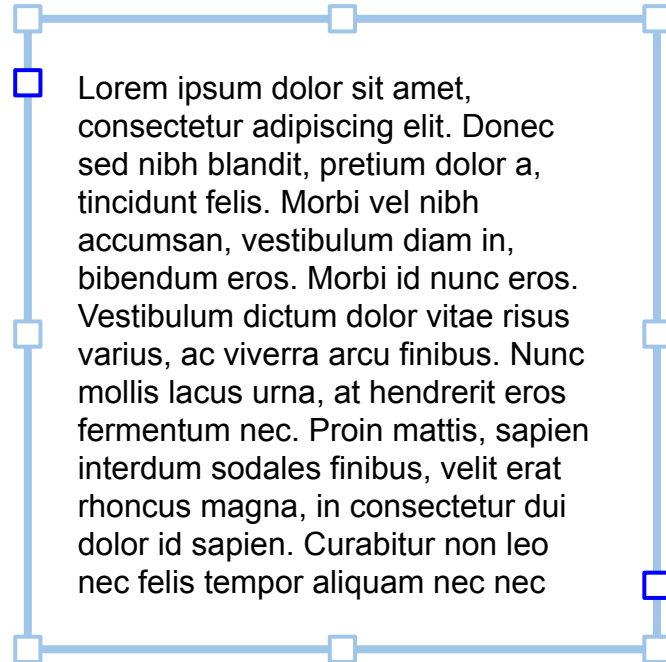 Lorem ipsum dolor sit amet,
consectetur adipiscing elit. Donec
sed nibh blandit, pretium dolor a,
tincidunt felis. Morbi vel nibh
accumsan, vestibulum diam in,
bibendum eros. Morbi id nunc eros.
Vestibulum dictum dolor vitae risus
varius, ac viverra arcu finibus. Nunc
mollis lacus urna, at hendrerit eros
fermentum nec. Proin mattis, sapien
interdum sodales finibus, velit erat
rhoncus magna, in consectetur dui
dolor id sapien. Curabitur non leo
nec felis tempor aliquam nec nec